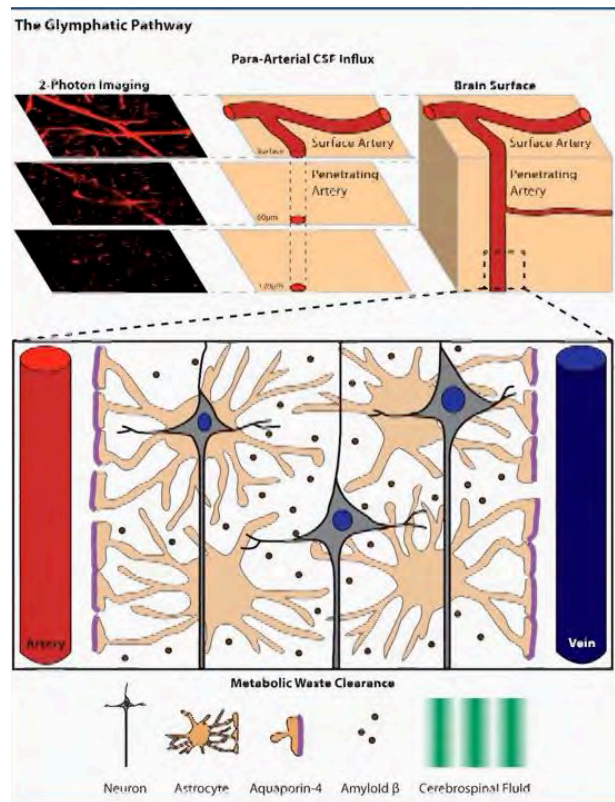 The Glymphatic Pathway
Para-Arterial CSF Influx
2-Photon Imaging
Brain Surface
Surface Artery
Surface Artery
Surface
Penetrating
Artery
Penetrating
Artery
60μm
120μm
Artery
Vein
Metabolic Waste Clearance
Neuron
Astrocyte
Aquaporin-4
Amyloid β
Cerebrospinal Fluid